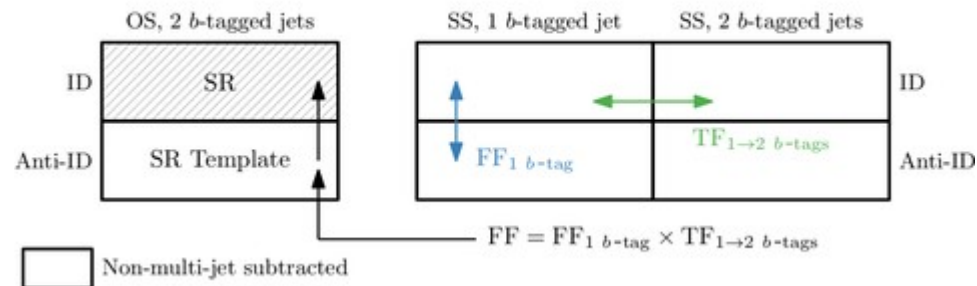 OS, 2 b-tagged jets SS, 1 b-tagged jet SS, 2 b-tagged jets
ID SR ID
TF1→2 b-tags
Anti-ID SR Template FF1 b-tag Anti-ID
FF = FF1 b-tag × TF1→2 b-tags
Non-multi-jet subtracted